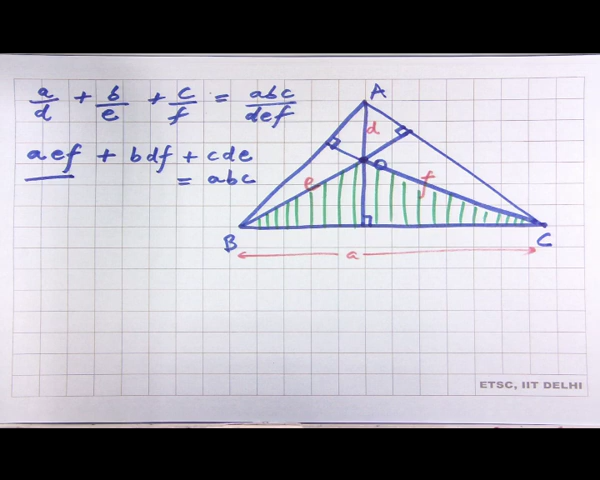 a/d + b/e + c/f = abc/def
aef + bdf + cde
= abc
A
d
O
e
f
B
C
a
ETSC, IIT DELHI